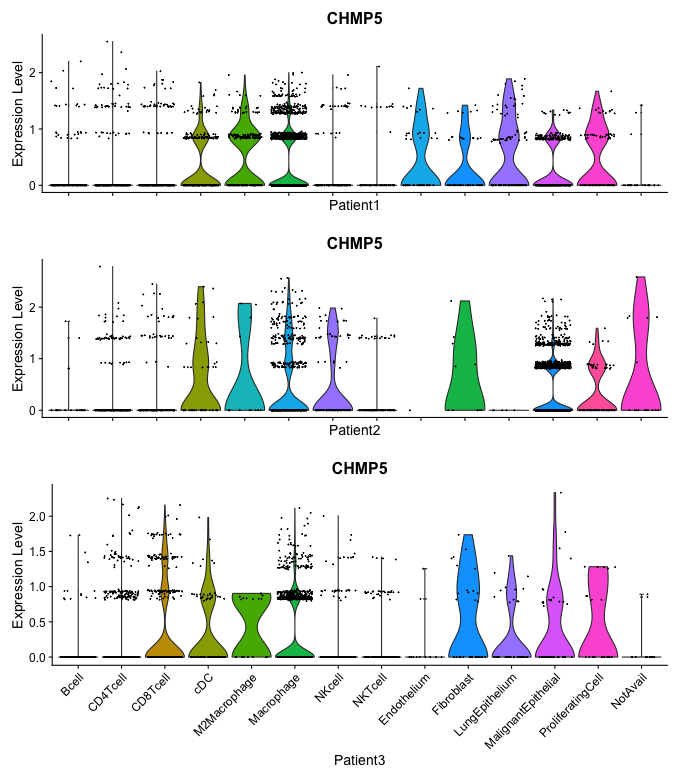 CHMP5
Expression Level
2
1
0
Patient1
CHMP5
Expression Level
2
1
0
Patient2
CHMP5
Expression Level
2.0
1.5
1.0
0.5
0.0
Bcell
CD4Tcell
CD8Tcell
cDC
M2Macrophage
Macrophage
NKcell
NKTcell
Endothelium
Fibroblast
LungEpithelium
MalignantEpithelial
ProliferatingCell
NotAvail
Patient3